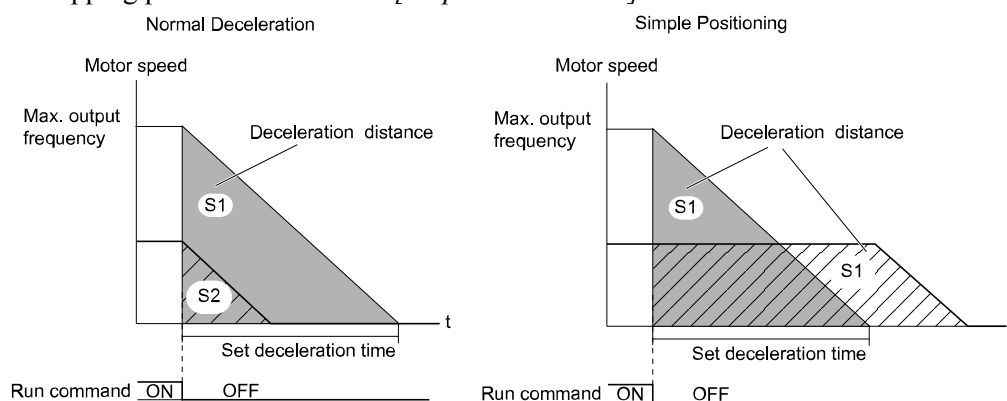 Normal Deceleration
Motor speed
Max. output
frequency
Deceleration distance
S1
S2
t
Set deceleration time
Run command ON OFF
Simple Positioning
Motor speed
Max. output
frequency
Deceleration distance
S1
S1
Set deceleration time
Run command ON OFF